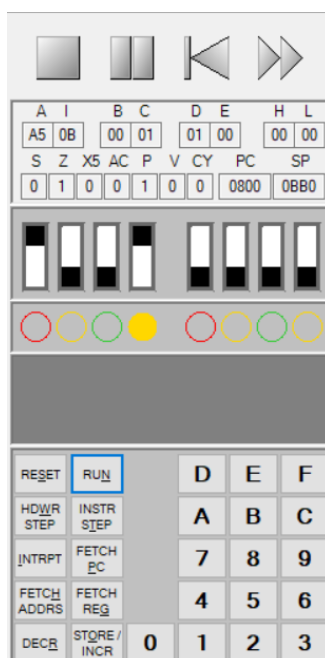 A I B C D E H L
A5 0B 00 01 01 00 00 00
S Z X5 AC P V CY PC SP
0 1 0 0 1 0 0 0800 0BB0
RESET RUN D E F
HDWR STEP INSTR STEP A B C
INTRPT FETCH PC 7 8 9
FETCH ADDRS FETCH REG 4 5 6
DECR STORE / INCR 0 1 2 3